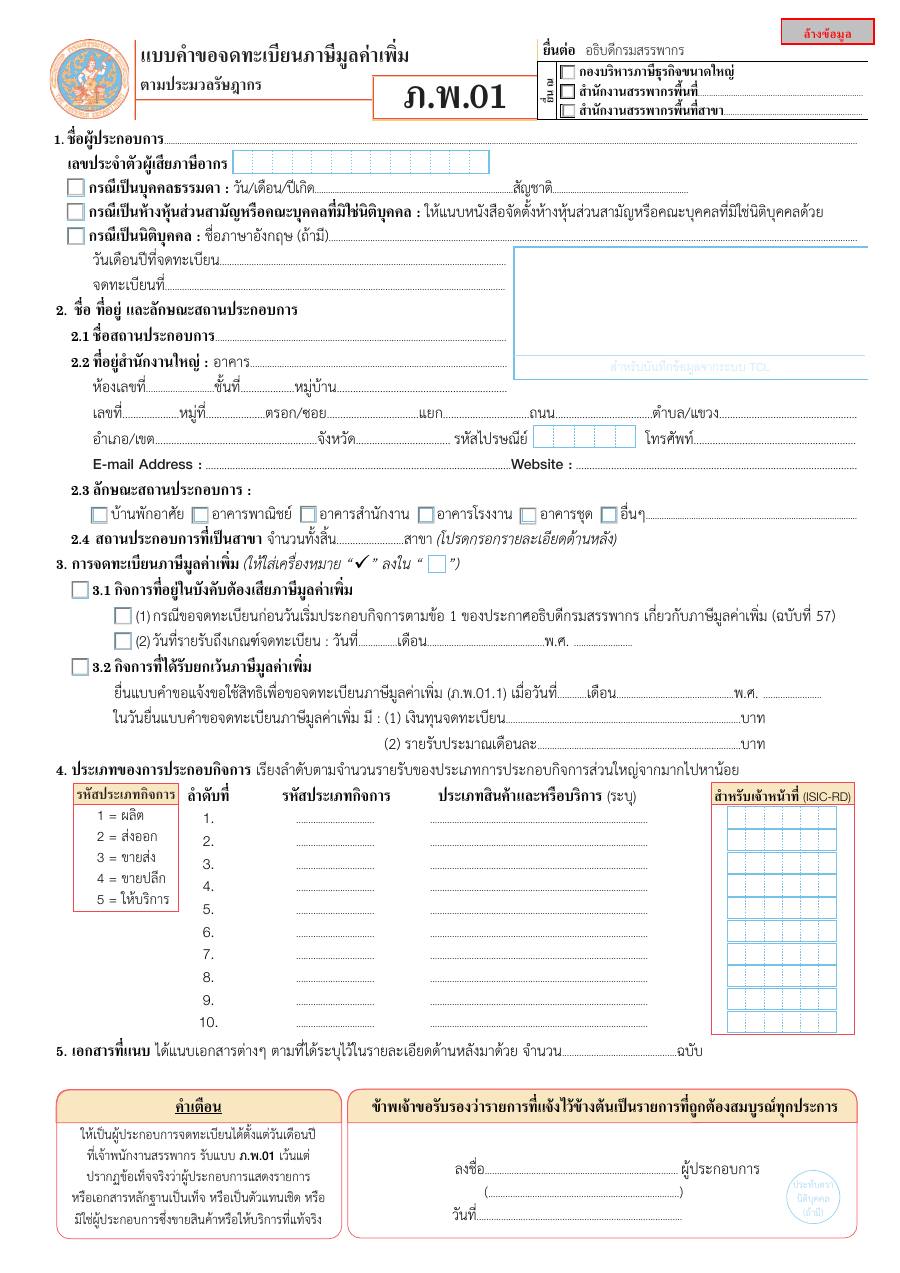 ล้างข้อมูล
แบบคำขอจดทะเบียนภาษีมูลค่าเพิ่ม
ตามประมวลรัษฎากร
ภ.พ.01
ยื่นต่อ อธิบดีกรมสรรพากร
ยื่น ณ
กองบริหารภาษีธุรกิจขนาดใหญ่
สำนักงานสรรพากรพื้นที่
สำนักงานสรรพากรพื้นที่สาขา
1. ชื่อผู้ประกอบการ
เลขประจำตัวผู้เสียภาษีอากร
กรณีเป็นบุคคลธรรมดา : วัน/เดือน/ปีเกิด สัญชาติ
กรณีเป็นห้างหุ้นส่วนสามัญหรือคณะบุคคลที่มิใช่นิติบุคคล : ให้แนบหนังสือจัดตั้งห้างหุ้นส่วนสามัญหรือคณะบุคคลที่มิใช่นิติบุคคลด้วย
กรณีเป็นนิติบุคคล : ชื่อภาษาอังกฤษ (ถ้ามี)
วันเดือนปีที่จดทะเบียน
จดทะเบียนที่
2. ชื่อ ที่อยู่ และลักษณะสถานประกอบการ
2.1 ชื่อสถานประกอบการ
2.2 ที่อยู่สำนักงานใหญ่ : อาคาร
สำหรับบันทึกข้อมูลจากระบบ TCL
ห้องเลขที่ ชั้นที่ หมู่บ้าน
เลขที่ หมู่ที่ ตรอก/ซอย แยก ถนน ตำบล/แขวง
อำเภอ/เขต จังหวัด รหัสไปรษณีย์ โทรศัพท์
E-mail Address : Website :
2.3 ลักษณะสถานประกอบการ :
บ้านพักอาศัย อาคารพาณิชย์ อาคารสำนักงาน อาคารโรงงาน อาคารชุด อื่นๆ
2.4 สถานประกอบการที่เป็นสาขา จำนวนทั้งสิ้น สาขา (โปรดกรอกรายละเอียดด้านหลัง)
3. การจดทะเบียนภาษีมูลค่าเพิ่ม (ให้ใส่เครื่องหมาย “✓” ลงใน “ ”)
3.1 กิจการที่อยู่ในบังคับต้องเสียภาษีมูลค่าเพิ่ม
(1) กรณีขอจดทะเบียนก่อนวันเริ่มประกอบกิจการตามข้อ 1 ของประกาศอธิบดีกรมสรรพากร เกี่ยวกับภาษีมูลค่าเพิ่ม (ฉบับที่ 57)
(2) วันที่รายรับถึงเกณฑ์จดทะเบียน : วันที่ เดือน พ.ศ.
3.2 กิจการที่ได้รับยกเว้นภาษีมูลค่าเพิ่ม
ยื่นแบบคำขอแจ้งขอใช้สิทธิเพื่อขอจดทะเบียนภาษีมูลค่าเพิ่ม (ภ.พ.01.1) เมื่อวันที่ เดือน พ.ศ.
ในวันยื่นแบบคำขอจดทะเบียนภาษีมูลค่าเพิ่ม มี : (1) เงินทุนจดทะเบียน บาท
(2) รายรับประมาณเดือนละ บาท
4. ประเภทของการประกอบกิจการ เรียงลำดับตามจำนวนรายรับของประเภทการประกอบกิจการส่วนใหญ่จากมากไปหาน้อย
รหัสประเภทกิจการ
1 = ผลิต
2 = ส่งออก
3 = ขายส่ง
4 = ขายปลีก
5 = ให้บริการ
ลำดับที่ รหัสประเภทกิจการ ประเภทสินค้าและหรือบริการ (ระบุ) สำหรับเจ้าหน้าที่ (ISIC-RD)
1.
2.
3.
4.
5.
6.
7.
8.
9.
10.
5. เอกสารที่แนบ ได้แนบเอกสารต่างๆ ตามที่ได้ระบุไว้ในรายละเอียดด้านหลังมาด้วย จำนวน ฉบับ
คำเตือน
ให้เป็นผู้ประกอบการจดทะเบียนได้ตั้งแต่วันเดือนปี
ที่เจ้าพนักงานสรรพากร รับแบบ ภ.พ.01 เว้นแต่
ปรากฏข้อเท็จจริงว่าผู้ประกอบการแสดงรายการ
หรือเอกสารหลักฐานเป็นเท็จ หรือเป็นตัวแทนเชิด หรือ
มิใช่ผู้ประกอบการซึ่งขายสินค้าหรือให้บริการที่แท้จริง
ข้าพเจ้าขอรับรองว่ารายการที่แจ้งไว้ข้างต้นเป็นรายการที่ถูกต้องสมบูรณ์ทุกประการ
ลงชื่อ ผู้ประกอบการ
( )
วันที่
ประทับตรา
นิติบุคคล
(ถ้ามี)